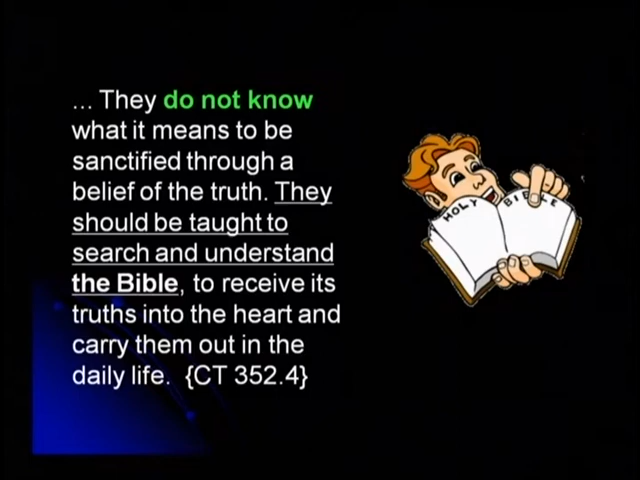 ... They do not know
what it means to be
sanctified through a
belief of the truth. They
should be taught to
search and understand
the Bible, to receive its
truths into the heart and
carry them out in the
daily life. {CT 352.4}
HOLY BIBLE